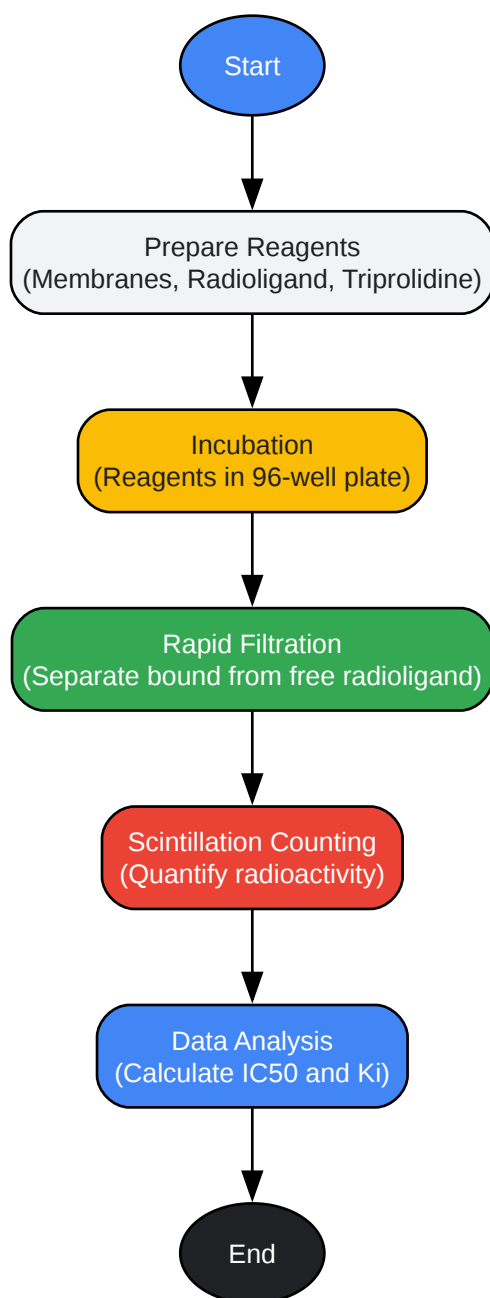 Start
Prepare Reagents
(Membranes, Radioligand, Triprolidine)
Incubation
(Reagents in 96-well plate)
Rapid Filtration
(Separate bound from free radioligand)
Scintillation Counting
(Quantify radioactivity)
Data Analysis
(Calculate IC50 and Ki)
End